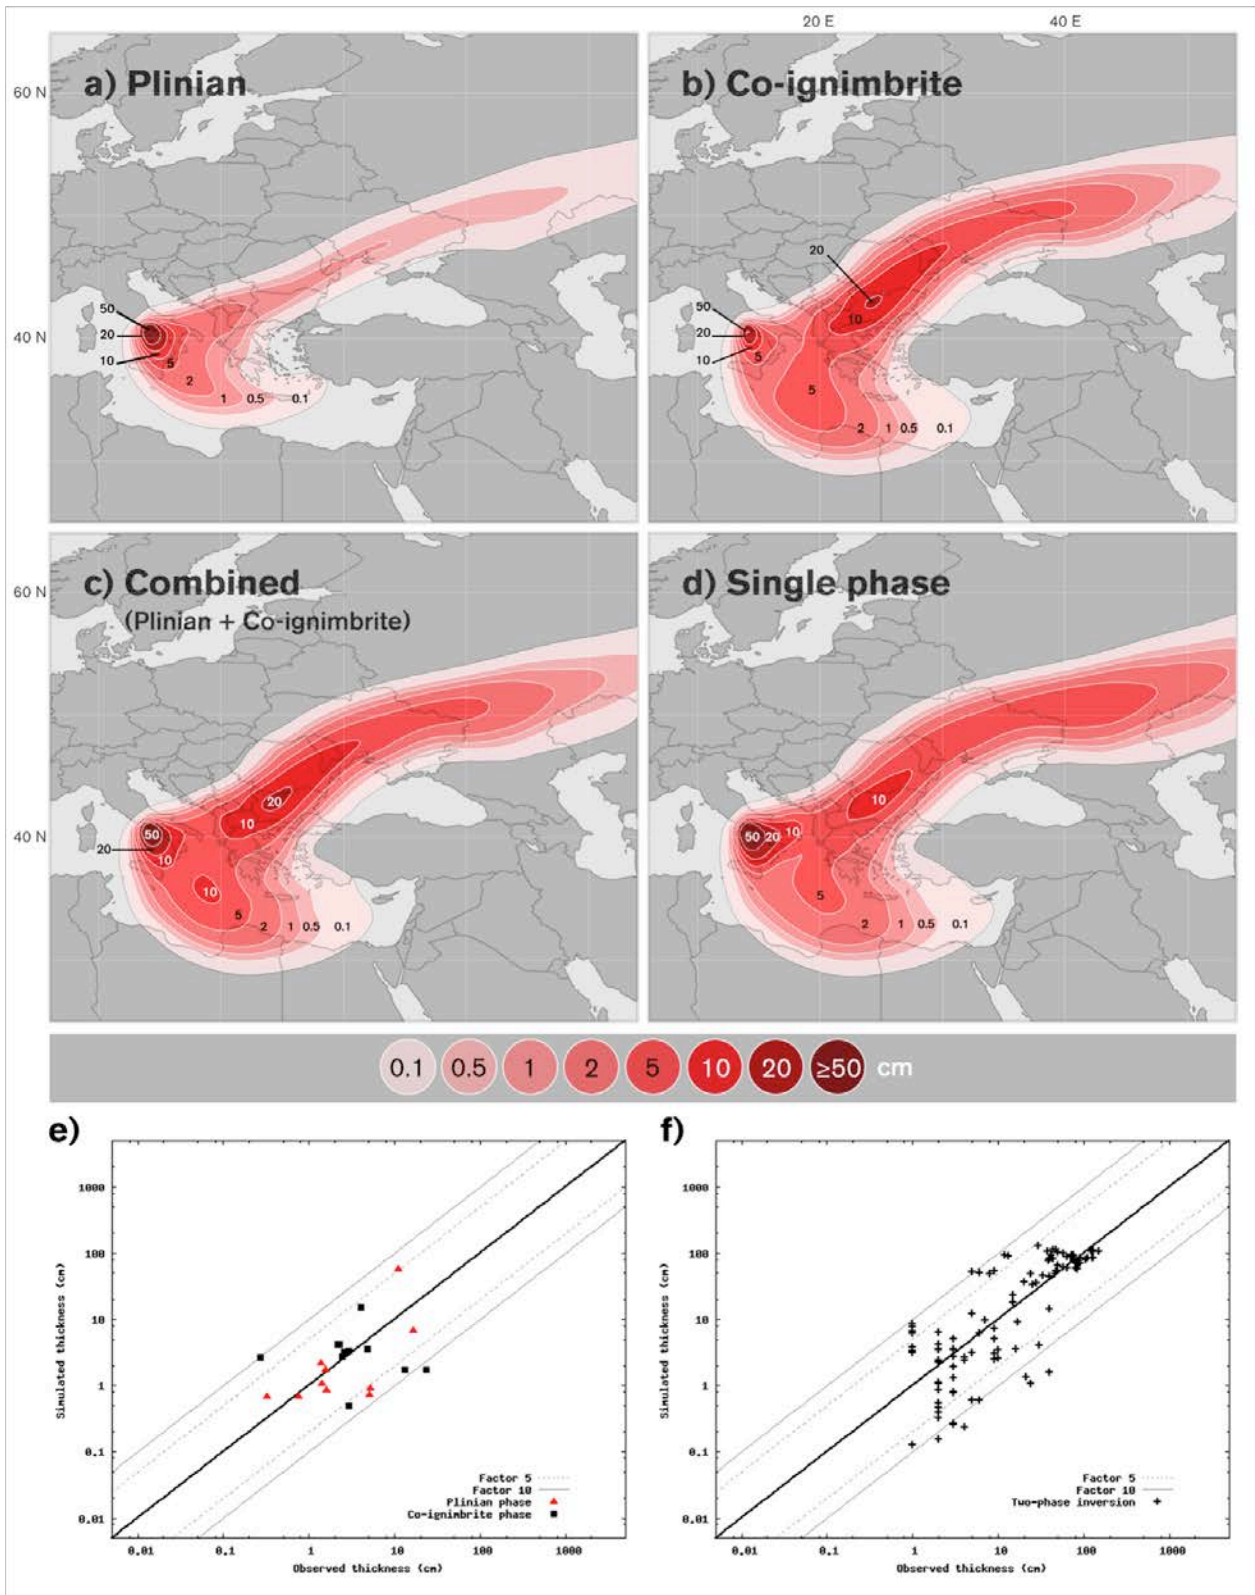 20 E 40 E
a) Plinian
b) Co-ignimbrite
60 N
20
50
20
10
5
2
1 0.5 0.1
40 N
50
20
10
5
10
5
2 1 0.5 0.1
c) Combined
(Plinian + Co-ignimbrite)
d) Single phase
60 N
40 N
50
20
10
20
10
10
5
2 1 0.5 0.1
50 20 10
10
5
2 1 0.5 0.1
0.1 0.5 1 2 5 10 20 ≥50 cm
e)
Simulated thickness (cm)
1000
100
10
1
0.1
0.01
0.01 0.1 1 10 100 1000
Observed thickness (cm)
Factor 5
Factor 10
Plinian phase
Co-ignimbrite phase
f)
Simulated thickness (cm)
1000
100
10
1
0.1
0.01
0.01 0.1 1 10 100 1000
Observed thickness (cm)
Factor 5
Factor 10
Two-phase inversion